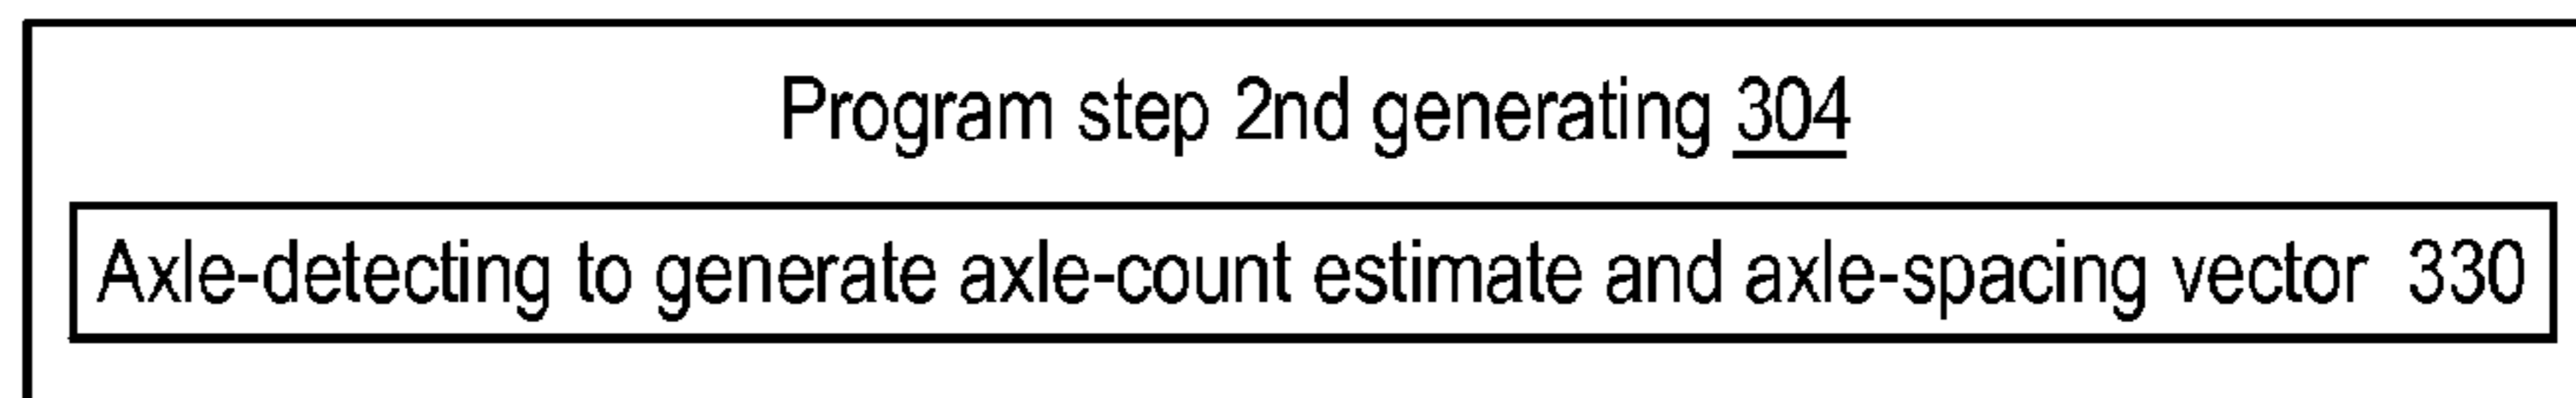 Program step 2nd generating 304
Axle-detecting to generate axle-count estimate and axle-spacing vector 330